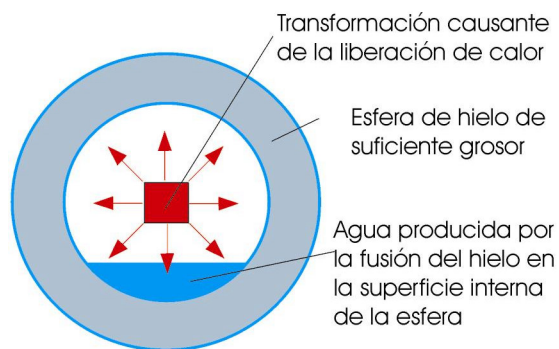 Transformación causante
de la liberación de calor
Esfera de hielo de
suficiente grosor
Agua producida por
la fusión del hielo en
la superficie interna
de la esfera